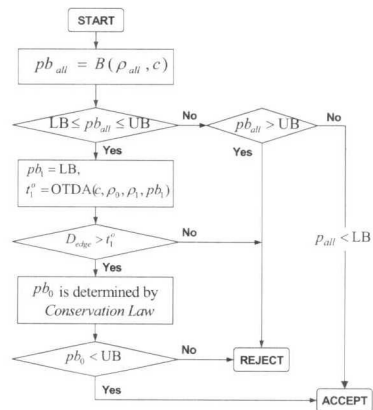 START
pb_all = B(ρ_all, c)
LB ≤ pb_all ≤ UB
No
pb_all > UB
No
Yes
Yes
pb_1 = LB,
t_1^o = OTDA(c, ρ_0, ρ_1, pb_1)
p_all < LB
D_edge > t_1^o
No
Yes
pb_0 is determined by
Conservation Law
pb_0 < UB
No
REJECT
Yes
ACCEPT